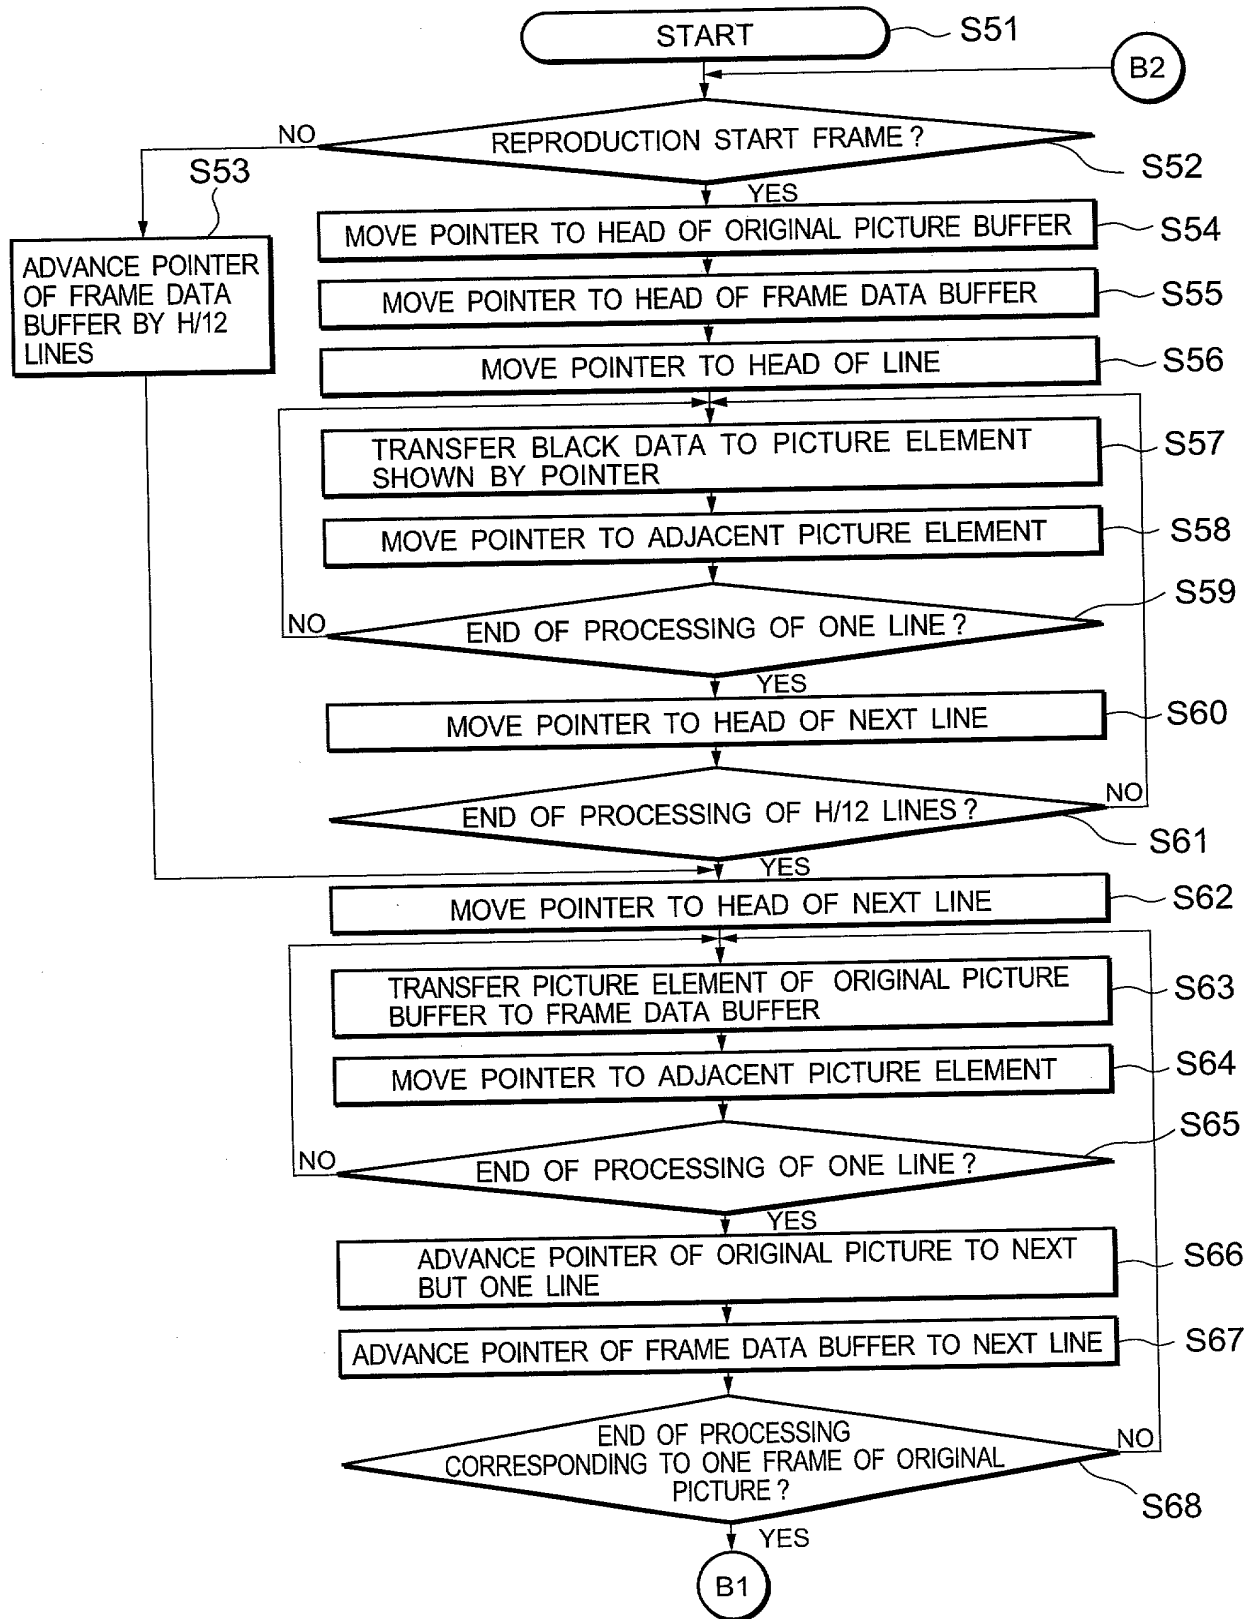 START
S51
B2
REPRODUCTION START FRAME?
NO
S52
S53
YES
MOVE POINTER TO HEAD OF ORIGINAL PICTURE BUFFER
S54
ADVANCE POINTER
OF FRAME DATA
BUFFER BY H/12
LINES
MOVE POINTER TO HEAD OF FRAME DATA BUFFER
S55
MOVE POINTER TO HEAD OF LINE
S56
TRANSFER BLACK DATA TO PICTURE ELEMENT
SHOWN BY POINTER
S57
MOVE POINTER TO ADJACENT PICTURE ELEMENT
S58
END OF PROCESSING OF ONE LINE?
S59
NO
YES
MOVE POINTER TO HEAD OF NEXT LINE
S60
END OF PROCESSING OF H/12 LINES?
NO
S61
YES
MOVE POINTER TO HEAD OF NEXT LINE
S62
TRANSFER PICTURE ELEMENT OF ORIGINAL PICTURE
BUFFER TO FRAME DATA BUFFER
S63
MOVE POINTER TO ADJACENT PICTURE ELEMENT
S64
END OF PROCESSING OF ONE LINE?
S65
NO
YES
ADVANCE POINTER OF ORIGINAL PICTURE TO NEXT
BUT ONE LINE
S66
ADVANCE POINTER OF FRAME DATA BUFFER TO NEXT LINE
S67
END OF PROCESSING
CORRESPONDING TO ONE FRAME OF ORIGINAL
PICTURE?
NO
S68
YES
B1